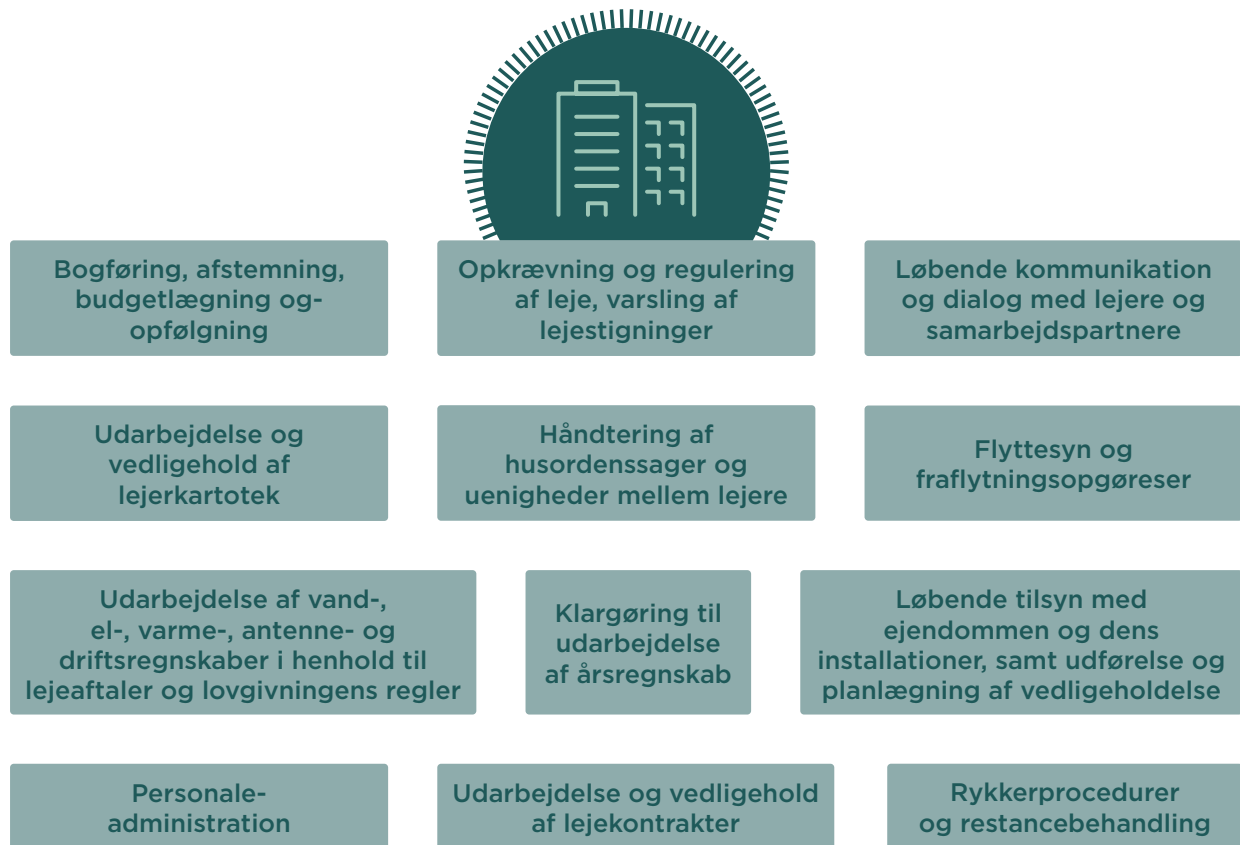 Bogføring, afstemning,
budgetlægning og-
opfølgning
Opkrævning og regulering
af leje, varsling af
lejestigninger
Løbende kommunikation
og dialog med lejere og
samarbejdspartnere
Udarbejdelse og
vedligehold af
lejerkartotek
Håndtering af
husordenssager og
uenigheder mellem lejere
Flyttesyn og
fraflytningsopgøreser
Udarbejdelse af vand-,
el-, varme-, antenne- og
driftsregnskaber i henhold til
lejeaftaler og lovgivningens regler
Klargøring til
udarbejdelse
af årsregnskab
Løbende tilsyn med
ejendommen og dens
installationer, samt udførelse og
planlægning af vedligeholdelse
Personale-
administration
Udarbejdelse og vedligehold
af lejekontrakter
Rykkerprocedurer
og restancebehandling